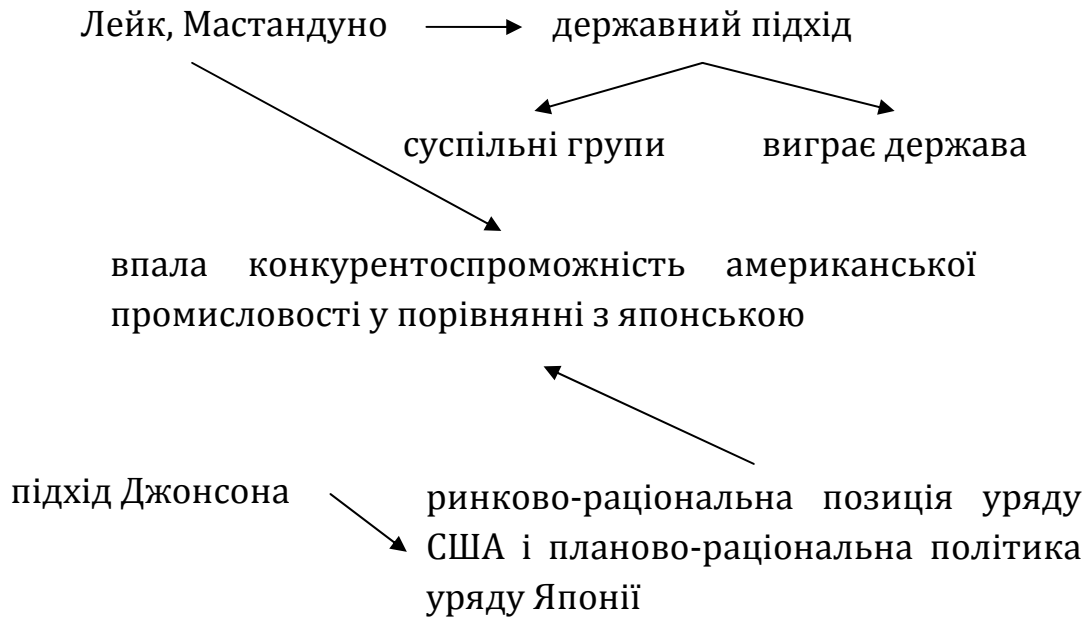 Лейк, Мастандуно державний підхід
суспільні групи виграє держава
впала конкурентоспроможність американської
промисловості у порівнянні з японською
підхід Джонсона
ринково-раціональна позиція уряду
США і планово-раціональна політика
уряду Японії